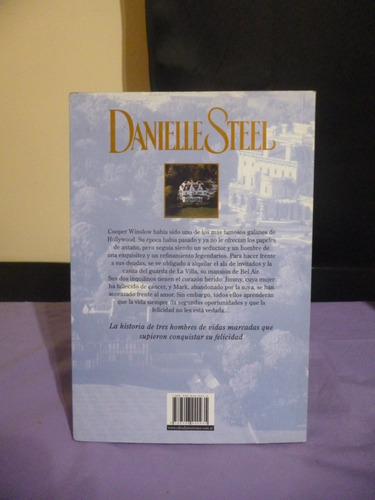 DANIELLE STEEL
Cooper Winslow había sido uno de los más famosos galanes de
Hollywood. Su época había pasado y ya no le ofrecían los papeles
de antaño, pero seguía siendo un seductor y un hombre de
una exquisitez y un refinamiento legendarios. Para hacer frente
a sus deudas, se ve obligado a alquilar el ala de invitados y la
casita del guarda de La Villa, su mansión de Bel Air.
Sus dos inquilinos tienen el corazón herido: Jimmy, cuya mujer
ha fallecido de cáncer, y Mark, abandonado por la suya, se han
acorazado frente al amor. Sin embargo, todos ellos aprenderán
que la vida siempre da segundas oportunidades y que la
felicidad no les está vedada...
La historia de tres hombres de vidas marcadas que
supieron conquistar su felicidad